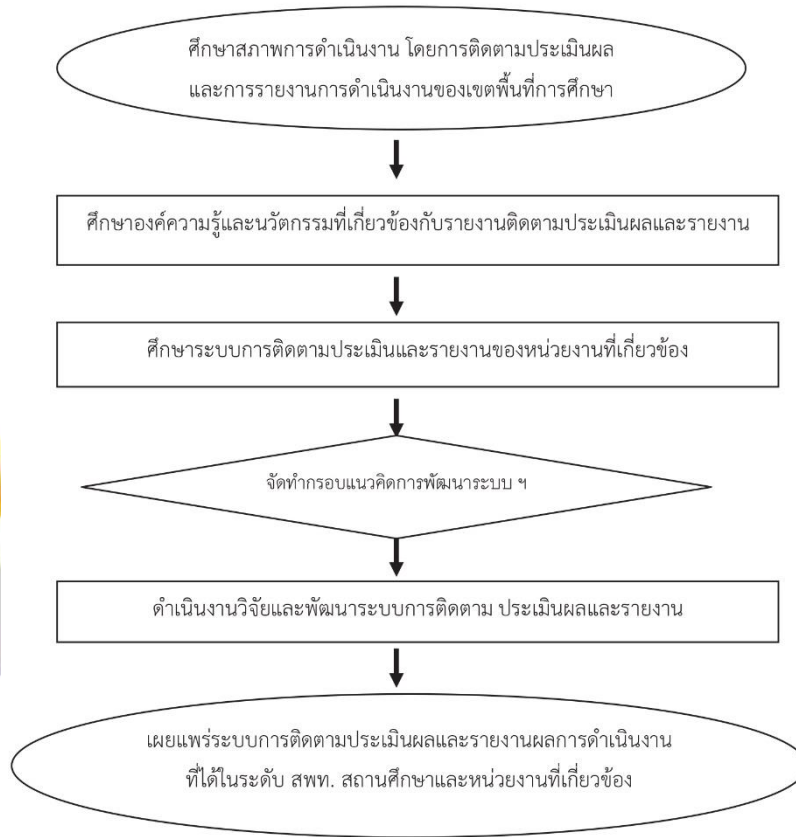 ศึกษาสภาพการดำเนินงาน โดยการติดตามประเมินผล
และการรายงานการดำเนินงานของเขตพื้นที่การศึกษา
ศึกษาองค์ความรู้และนวัตกรรมที่เกี่ยวข้องกับรายงานติดตามประเมินผลและรายงาน
ศึกษาระบบการติดตามประเมินและรายงานของหน่วยงานที่เกี่ยวข้อง
จัดทำกรอบแนวคิดการพัฒนาระบบ ฯ
ดำเนินงานวิจัยและพัฒนาระบบการติดตาม ประเมินผลและรายงาน
เผยแพร่ระบบการติดตามประเมินผลและรายงานผลการดำเนินงาน
ที่ได้ในระดับ สพท. สถานศึกษาและหน่วยงานที่เกี่ยวข้อง